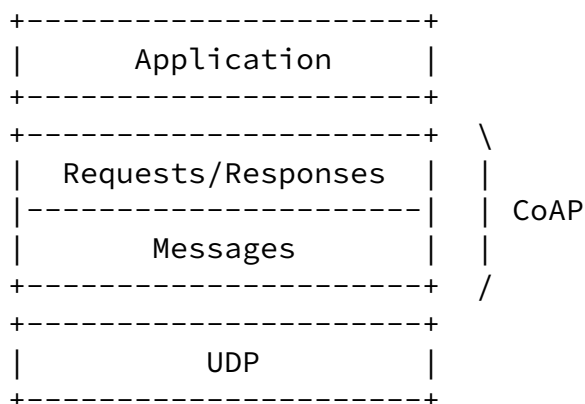 +----------------------+
|      Application     |
+----------------------+
+----------------------+  \
|  Requests/Responses  |  |
|----------------------|  | CoAP
|       Messages       |  |
+----------------------+  /
+----------------------+
|          UDP         |
+----------------------+